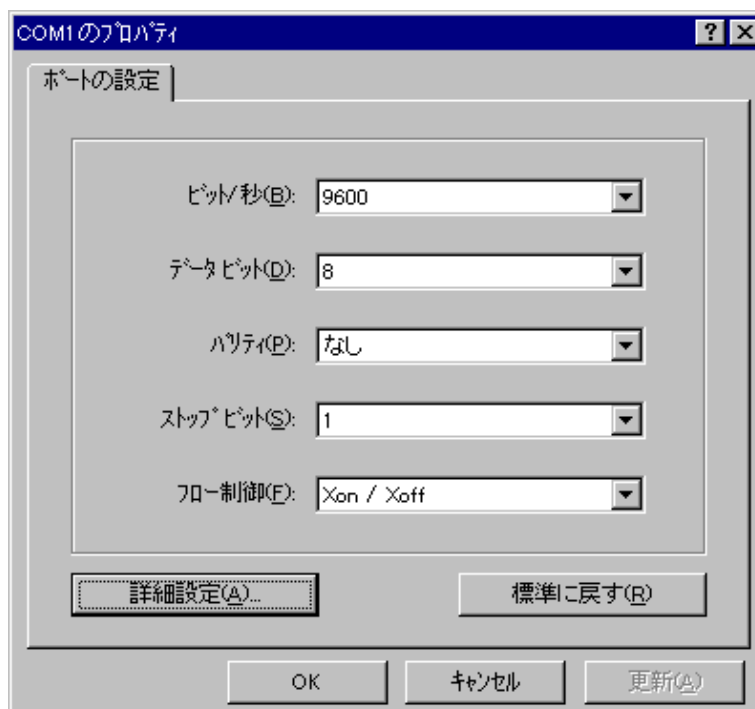 COM1のﾌﾟﾛﾊﾟﾃｨ
ﾎﾟｰﾄの設定
ﾋﾞｯﾄ/秒(B): 9600
ﾃﾞｰﾀ ﾋﾞｯﾄ(D): 8
ﾊﾟﾘﾃｨ(P): なし
ｽﾄｯﾌﾟ ﾋﾞｯﾄ(S): 1
ﾌﾛｰ制御(F): Xon / Xoff
詳細設定(A)... 標準に戻す(R)
OK ｷｬﾝｾﾙ 更新(A)